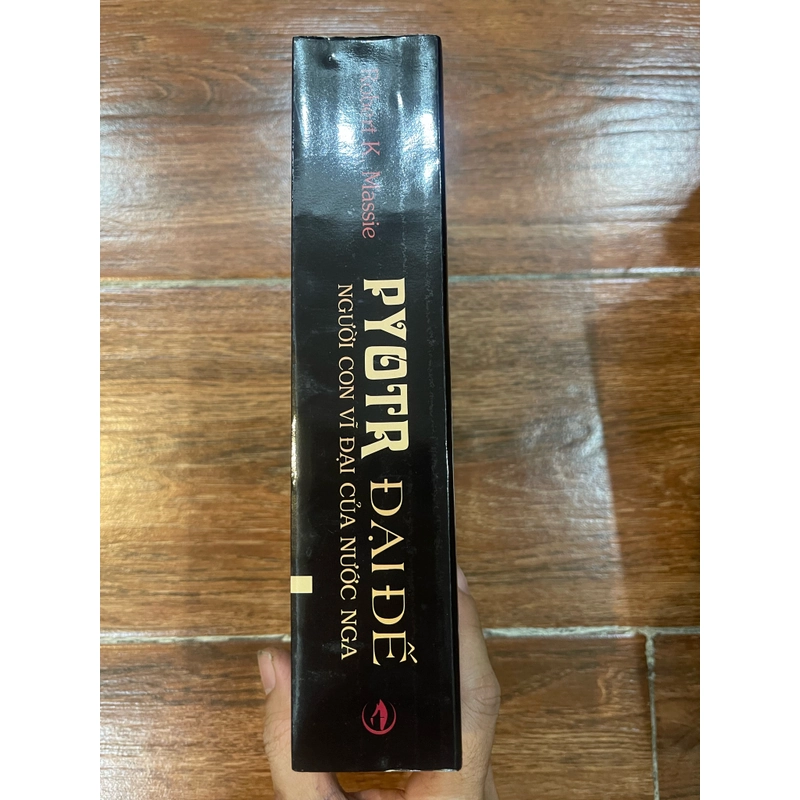 Robert K. Massie
PYOTR ĐẠI ĐẾ
NGƯỜI CON VĨ ĐẠI CỦA NƯỚC NGA